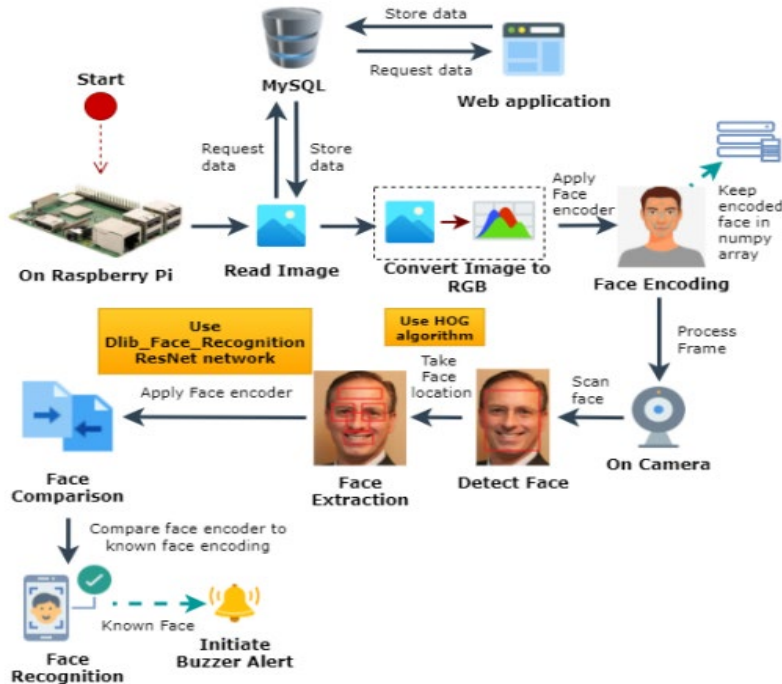 Store data
Request data
MySQL
Web application
Start
Request
data
Store
data
Apply
Face
encoder
Keep
encoded
face in
numpy
array
On Raspberry Pi
Read Image
Convert Image to
RGB
Face Encoding
Process
Frame
Use
Dlib_Face_Recognition
ResNet network
Use HOG
algorithm
Take
Face
location
Scan
face
Apply Face encoder
On Camera
Face
Comparison
Face
Extraction
Detect Face
Compare face encoder to
known face encoding
Known Face
Face
Recognition
Initiate
Buzzer Alert